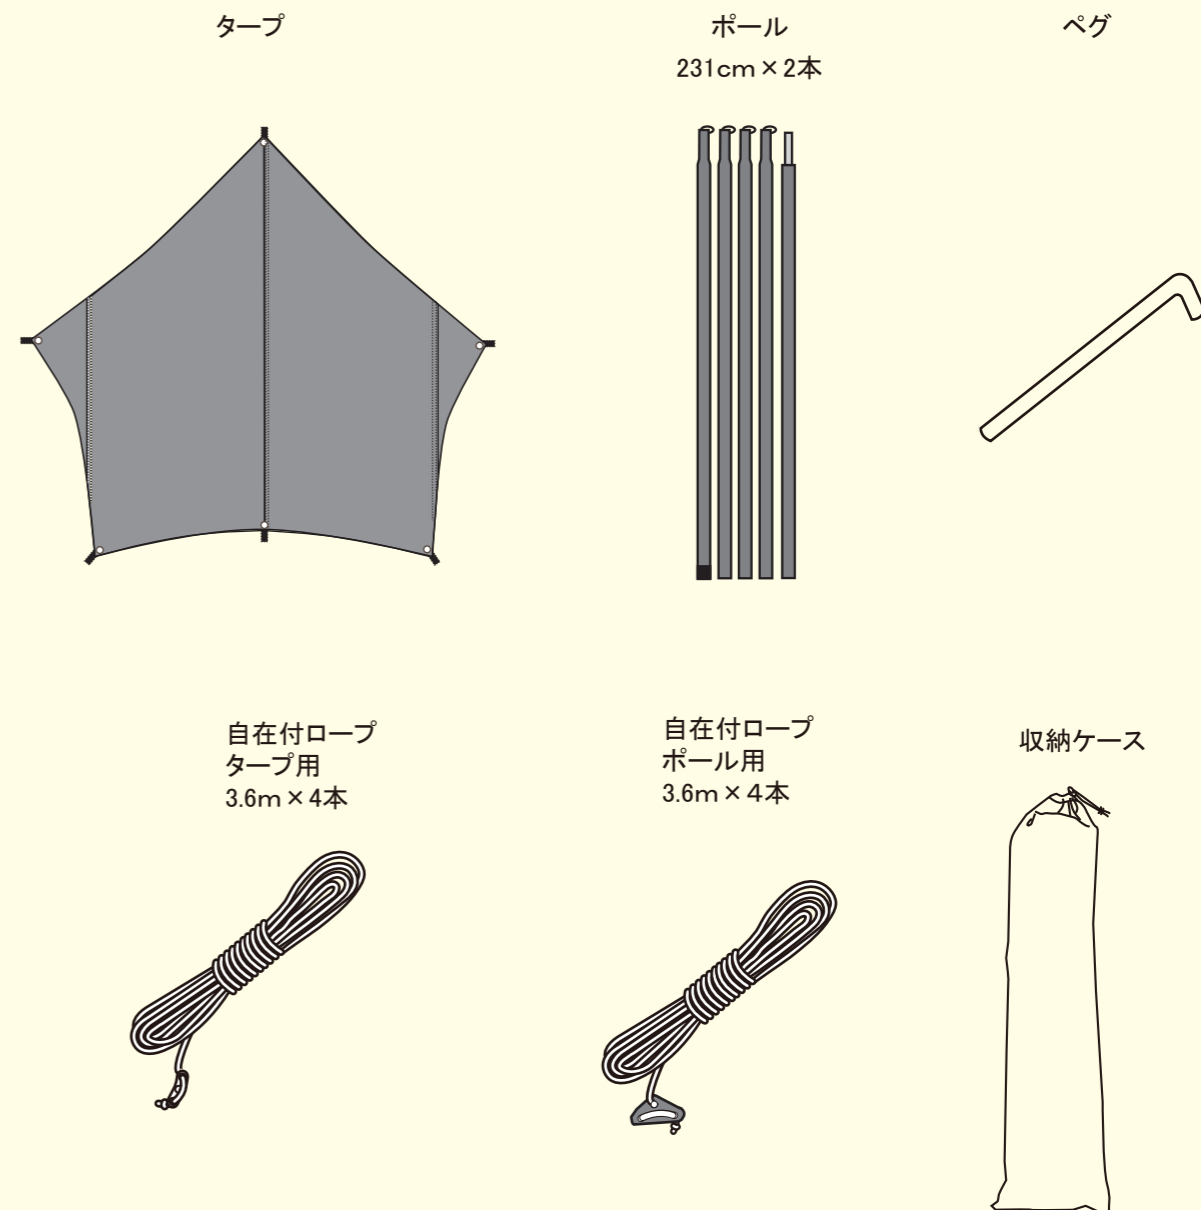 タープ
ポール
231cm×2本
ペグ
自在付ロープ
タープ用
3.6m×4本
自在付ロープ
ポール用
3.6m×4本
収納ケース